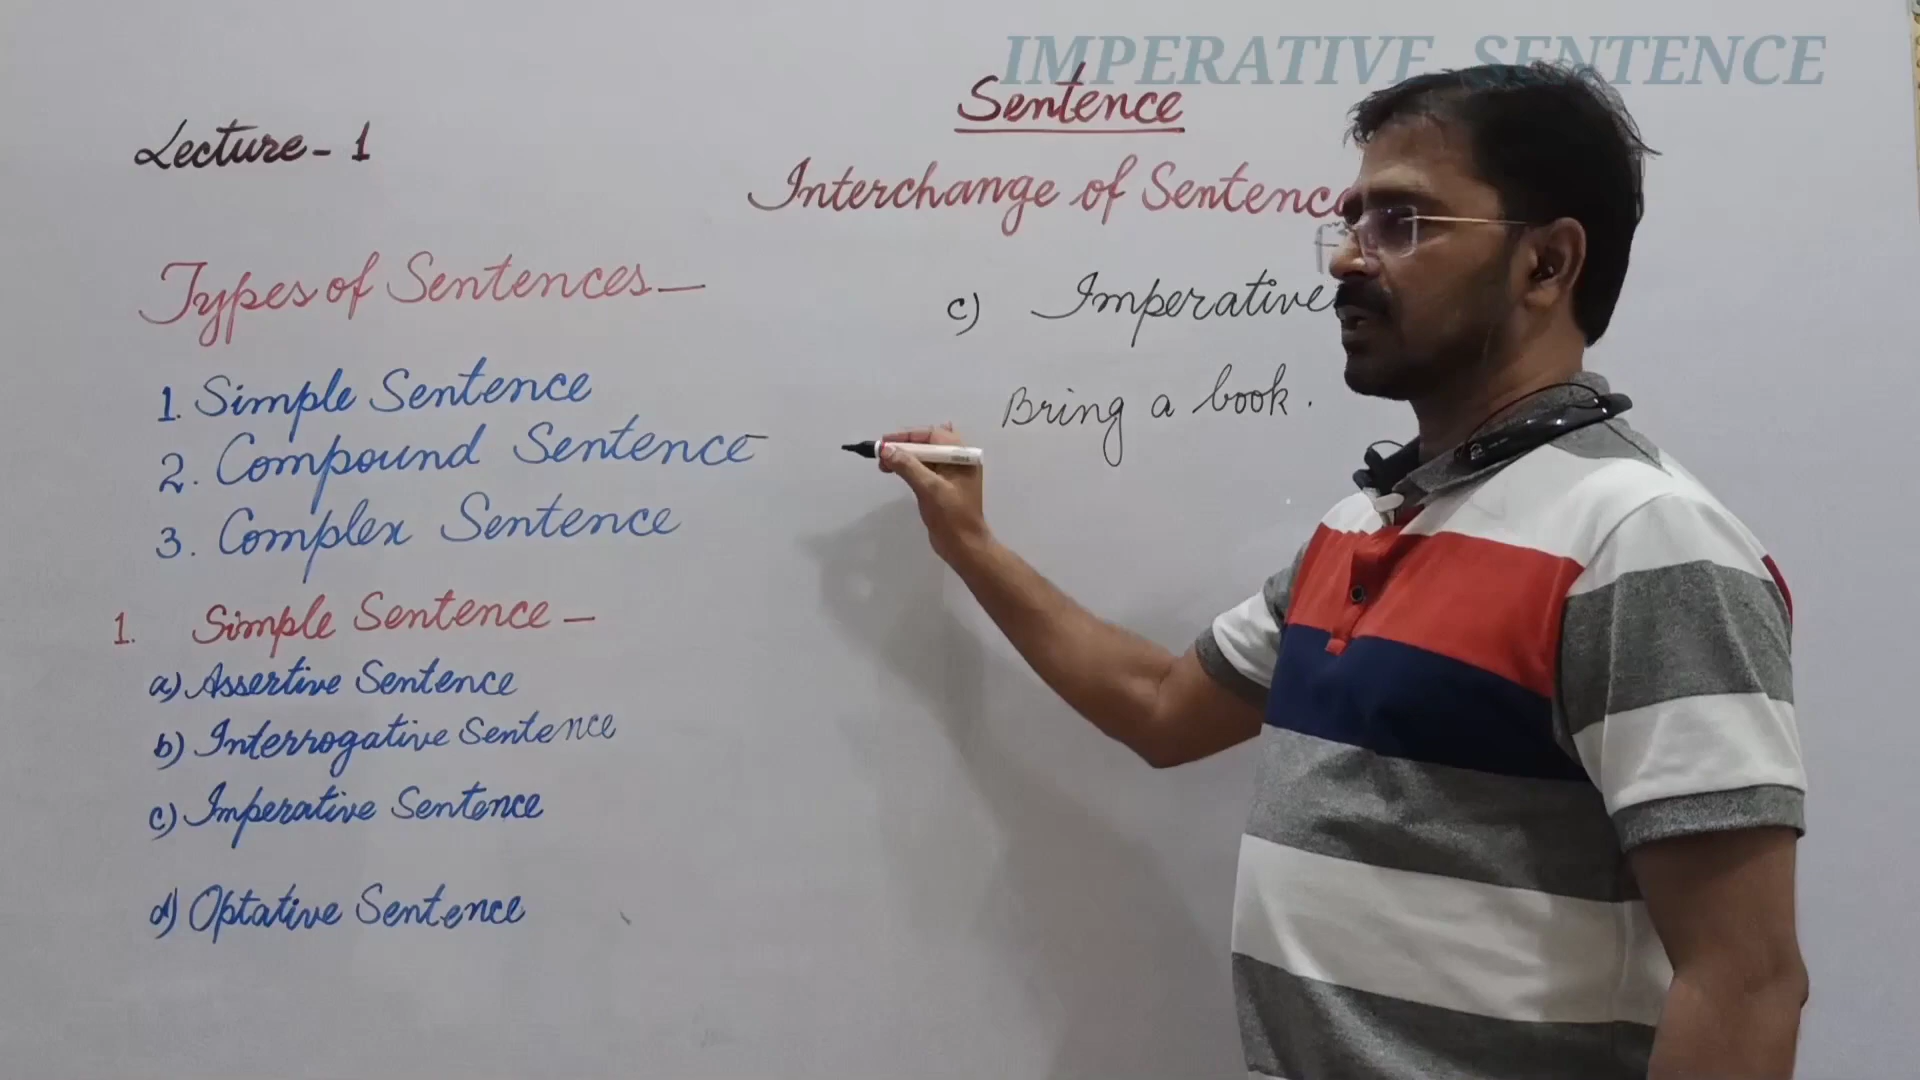 IMPERATIVE SENTENCE
Sentence
Lecture - 1
Interchange of Sentence
Types of Sentences -
c) Imperative
1. Simple Sentence
Bring a book.
2. Compound Sentence
3. Complex Sentence
1. Simple Sentence -
a) Assertive Sentence
b) Interrogative Sentence
c) Imperative Sentence
d) Optative Sentence